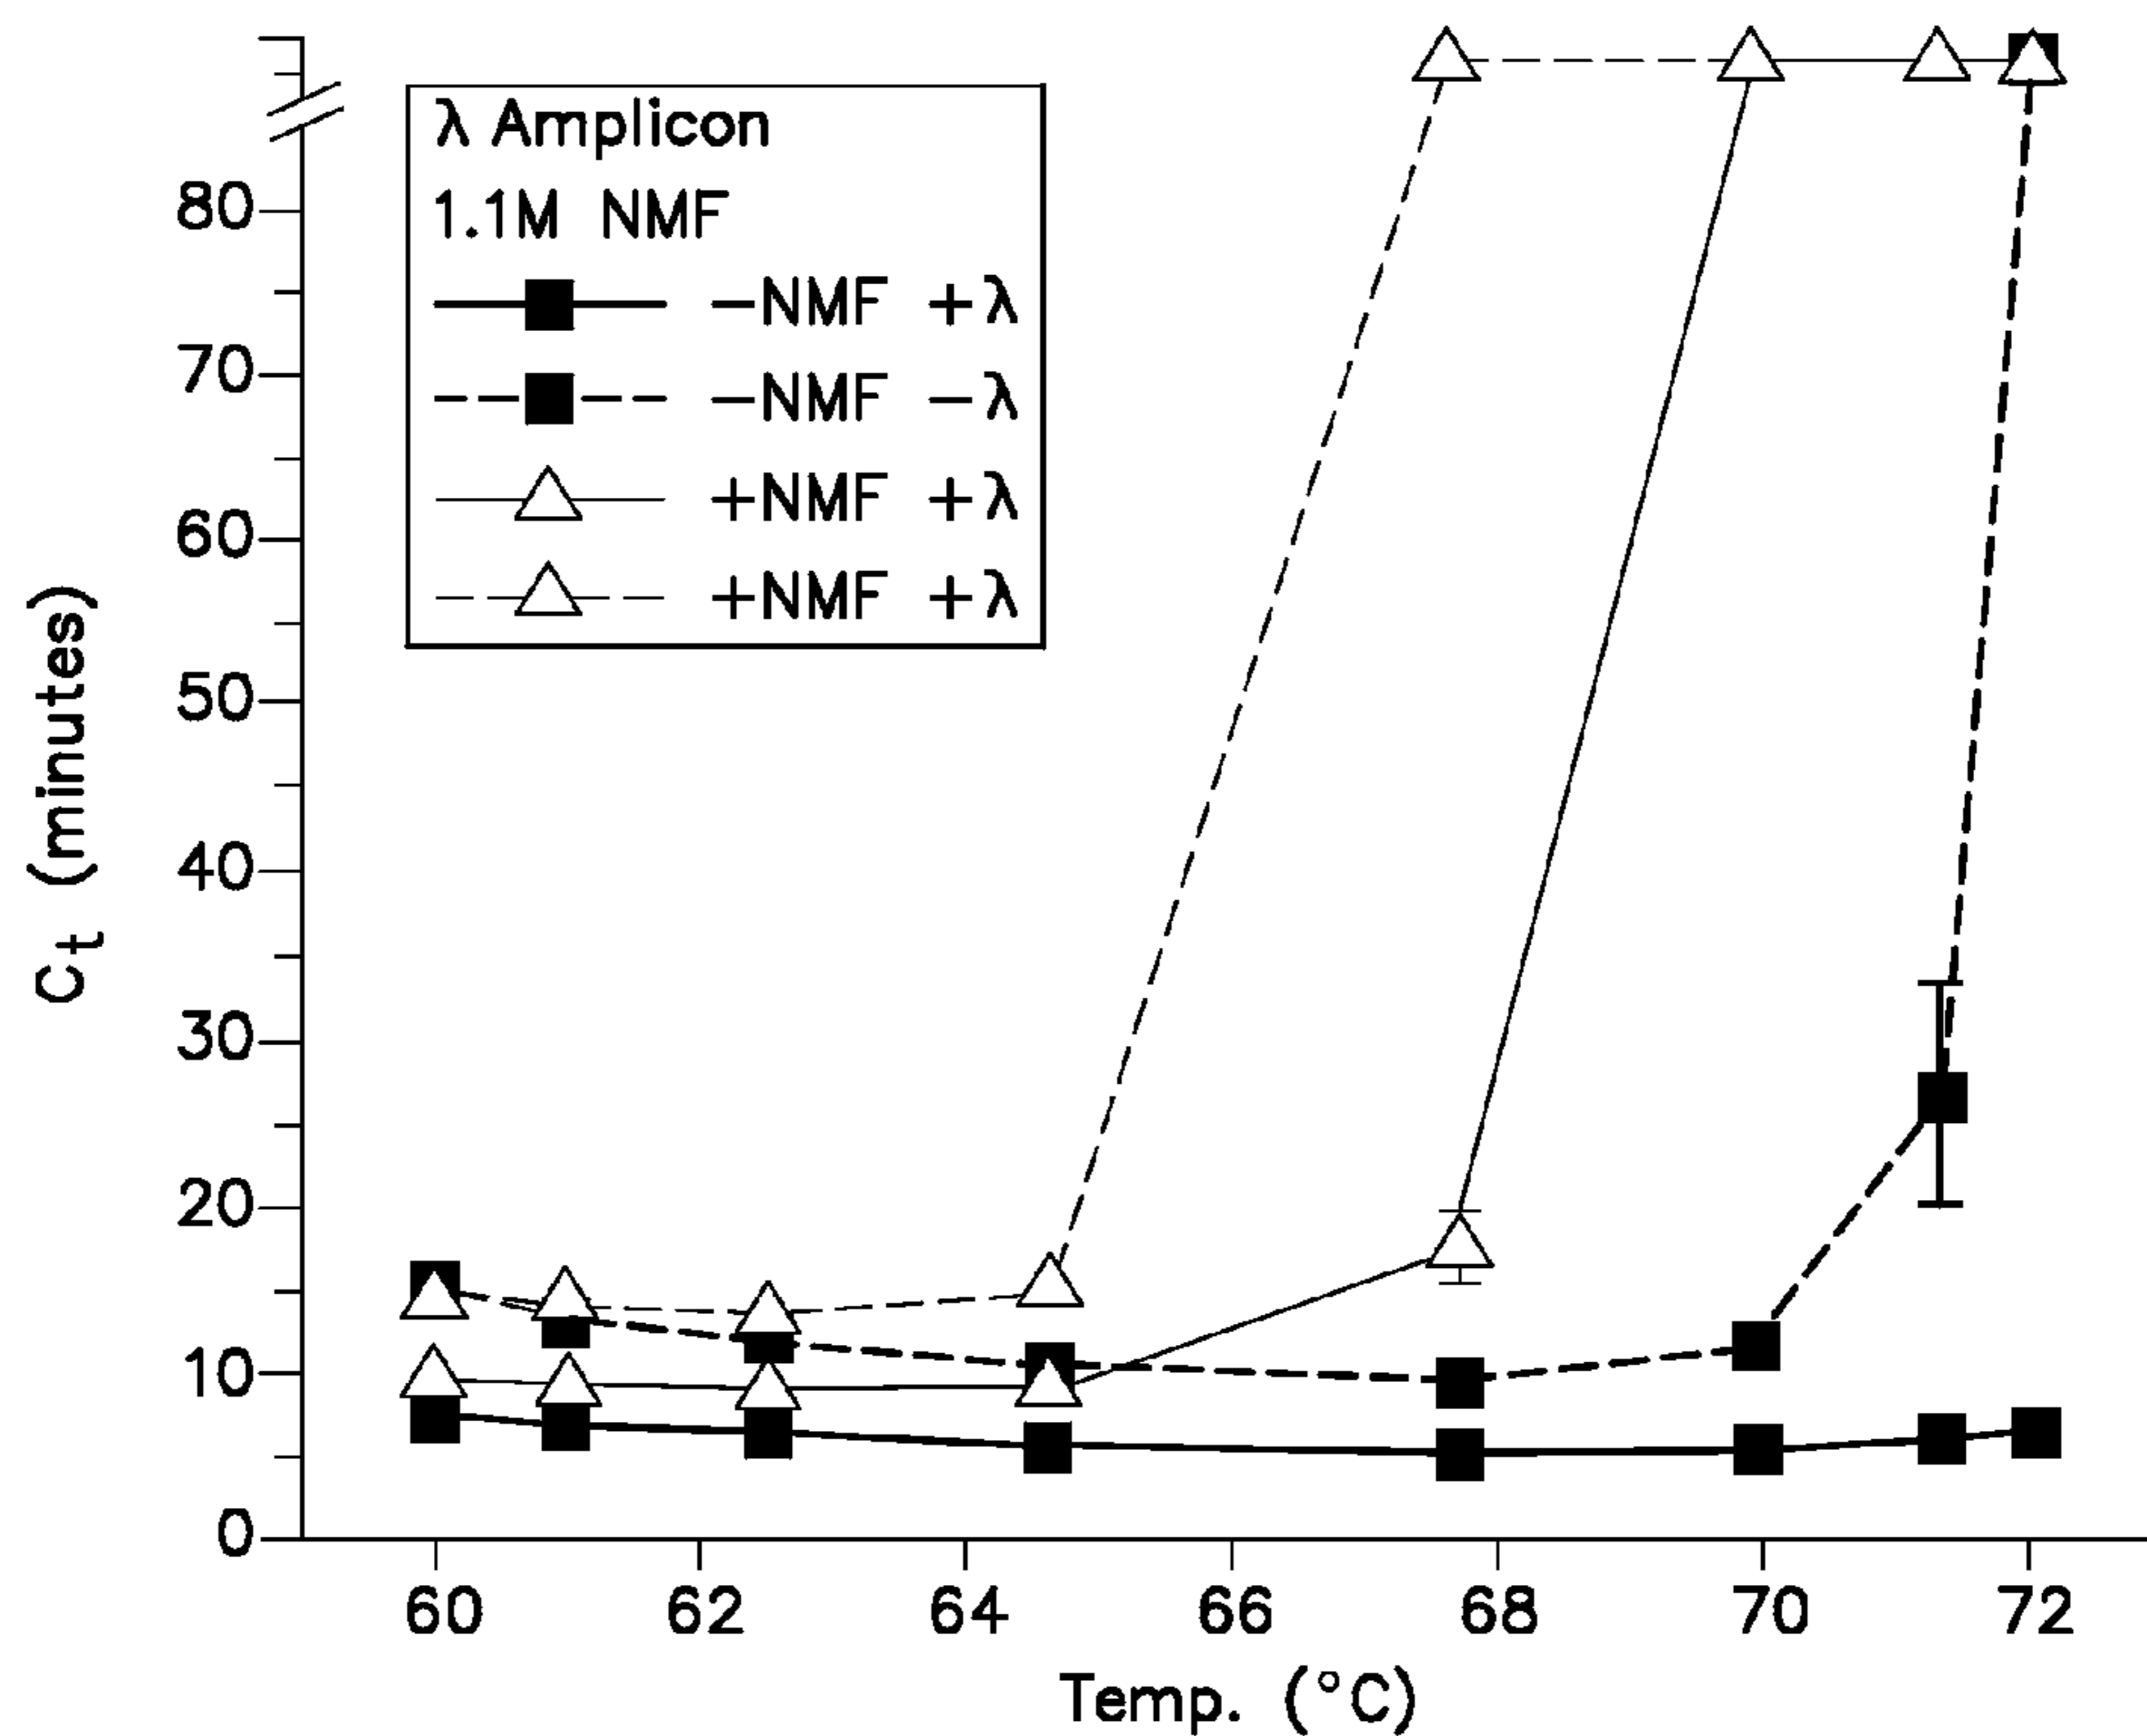 λ Amplicon
1.1M NMF
−NMF +λ
−NMF −λ
+NMF +λ
+NMF +λ
80
70
60
50
40
30
20
10
0
Ct (minutes)
60 62 64 66 68 70 72
Temp. (°C)